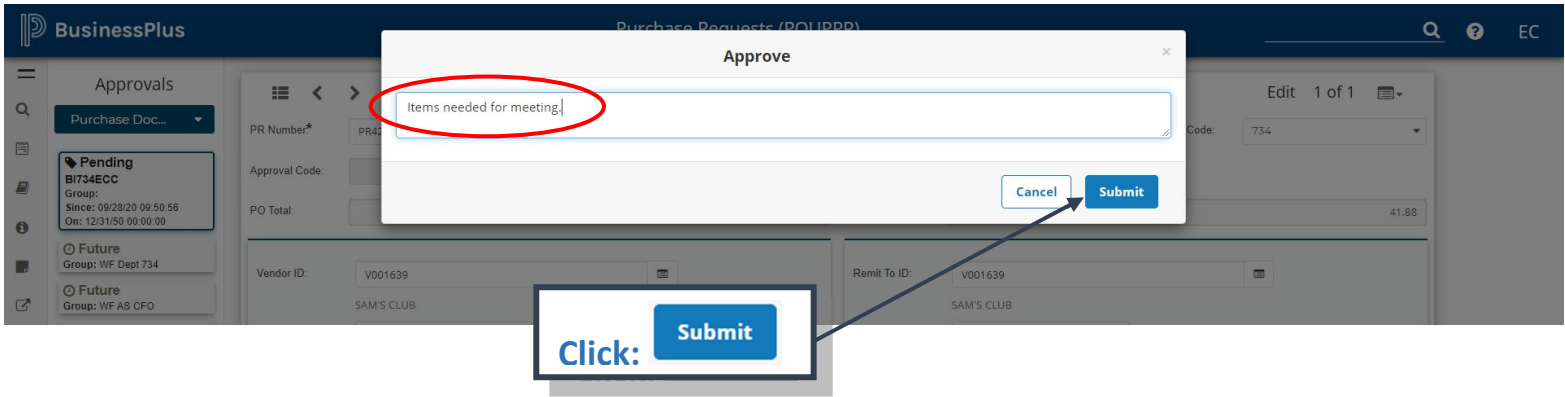 BusinessPlus
Purchase Requests (POUPPR)
EC
Approve
×
Items needed for meeting.
Cancel
Submit
Approvals
Purchase Doc...
Pending
BI734ECC
Group:
Since: 09/28/20 09:50:56
On: 12/31/50 00:00:00
Future
Group: WF Dept 734
Future
Group: WF AS CFO
Edit 1 of 1
PR Number*
PR42
Code:
734
Approval Code:
PO Total:
41.88
Vendor ID:
V001639
SAM'S CLUB
Remit To ID:
V001639
SAM'S CLUB
Click: Submit